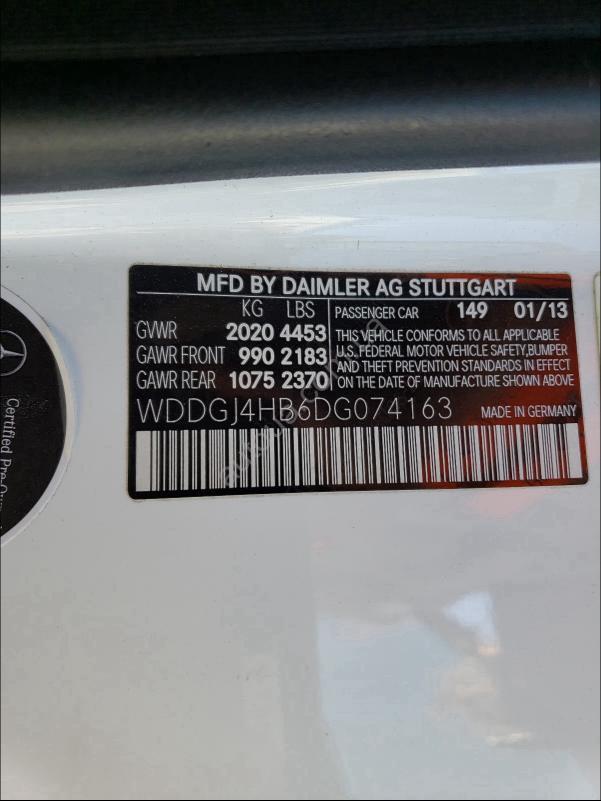 MFD BY DAIMLER AG STUTTGART
KG LBS PASSENGER CAR 149 01/13
GVWR 2020 4453 THIS VEHICLE CONFORMS TO ALL APPLICABLE
GAWR FRONT 990 2183 U.S. FEDERAL MOTOR VEHICLE SAFETY,BUMPER
AND THEFT PREVENTION STANDARDS IN EFFECT
GAWR REAR 1075 2370 ON THE DATE OF MANUFACTURE SHOWN ABOVE
WDDGJ4HB6DG074163 MADE IN GERMANY
Certified